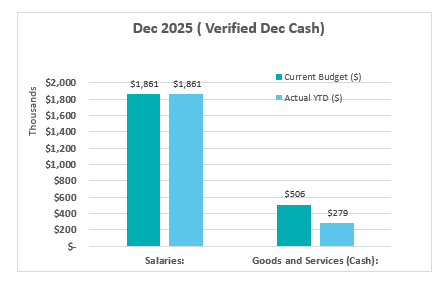 Dec 2025 ( Verified Dec Cash)
Thousands
$2,000
$1,800
$1,600
$1,400
$1,200
$1,000
$800
$600
$400
$200
$-
$1,861
$1,861
$506
$279
Current Budget ($)
Actual YTD ($)
Salaries:
Goods and Services (Cash):